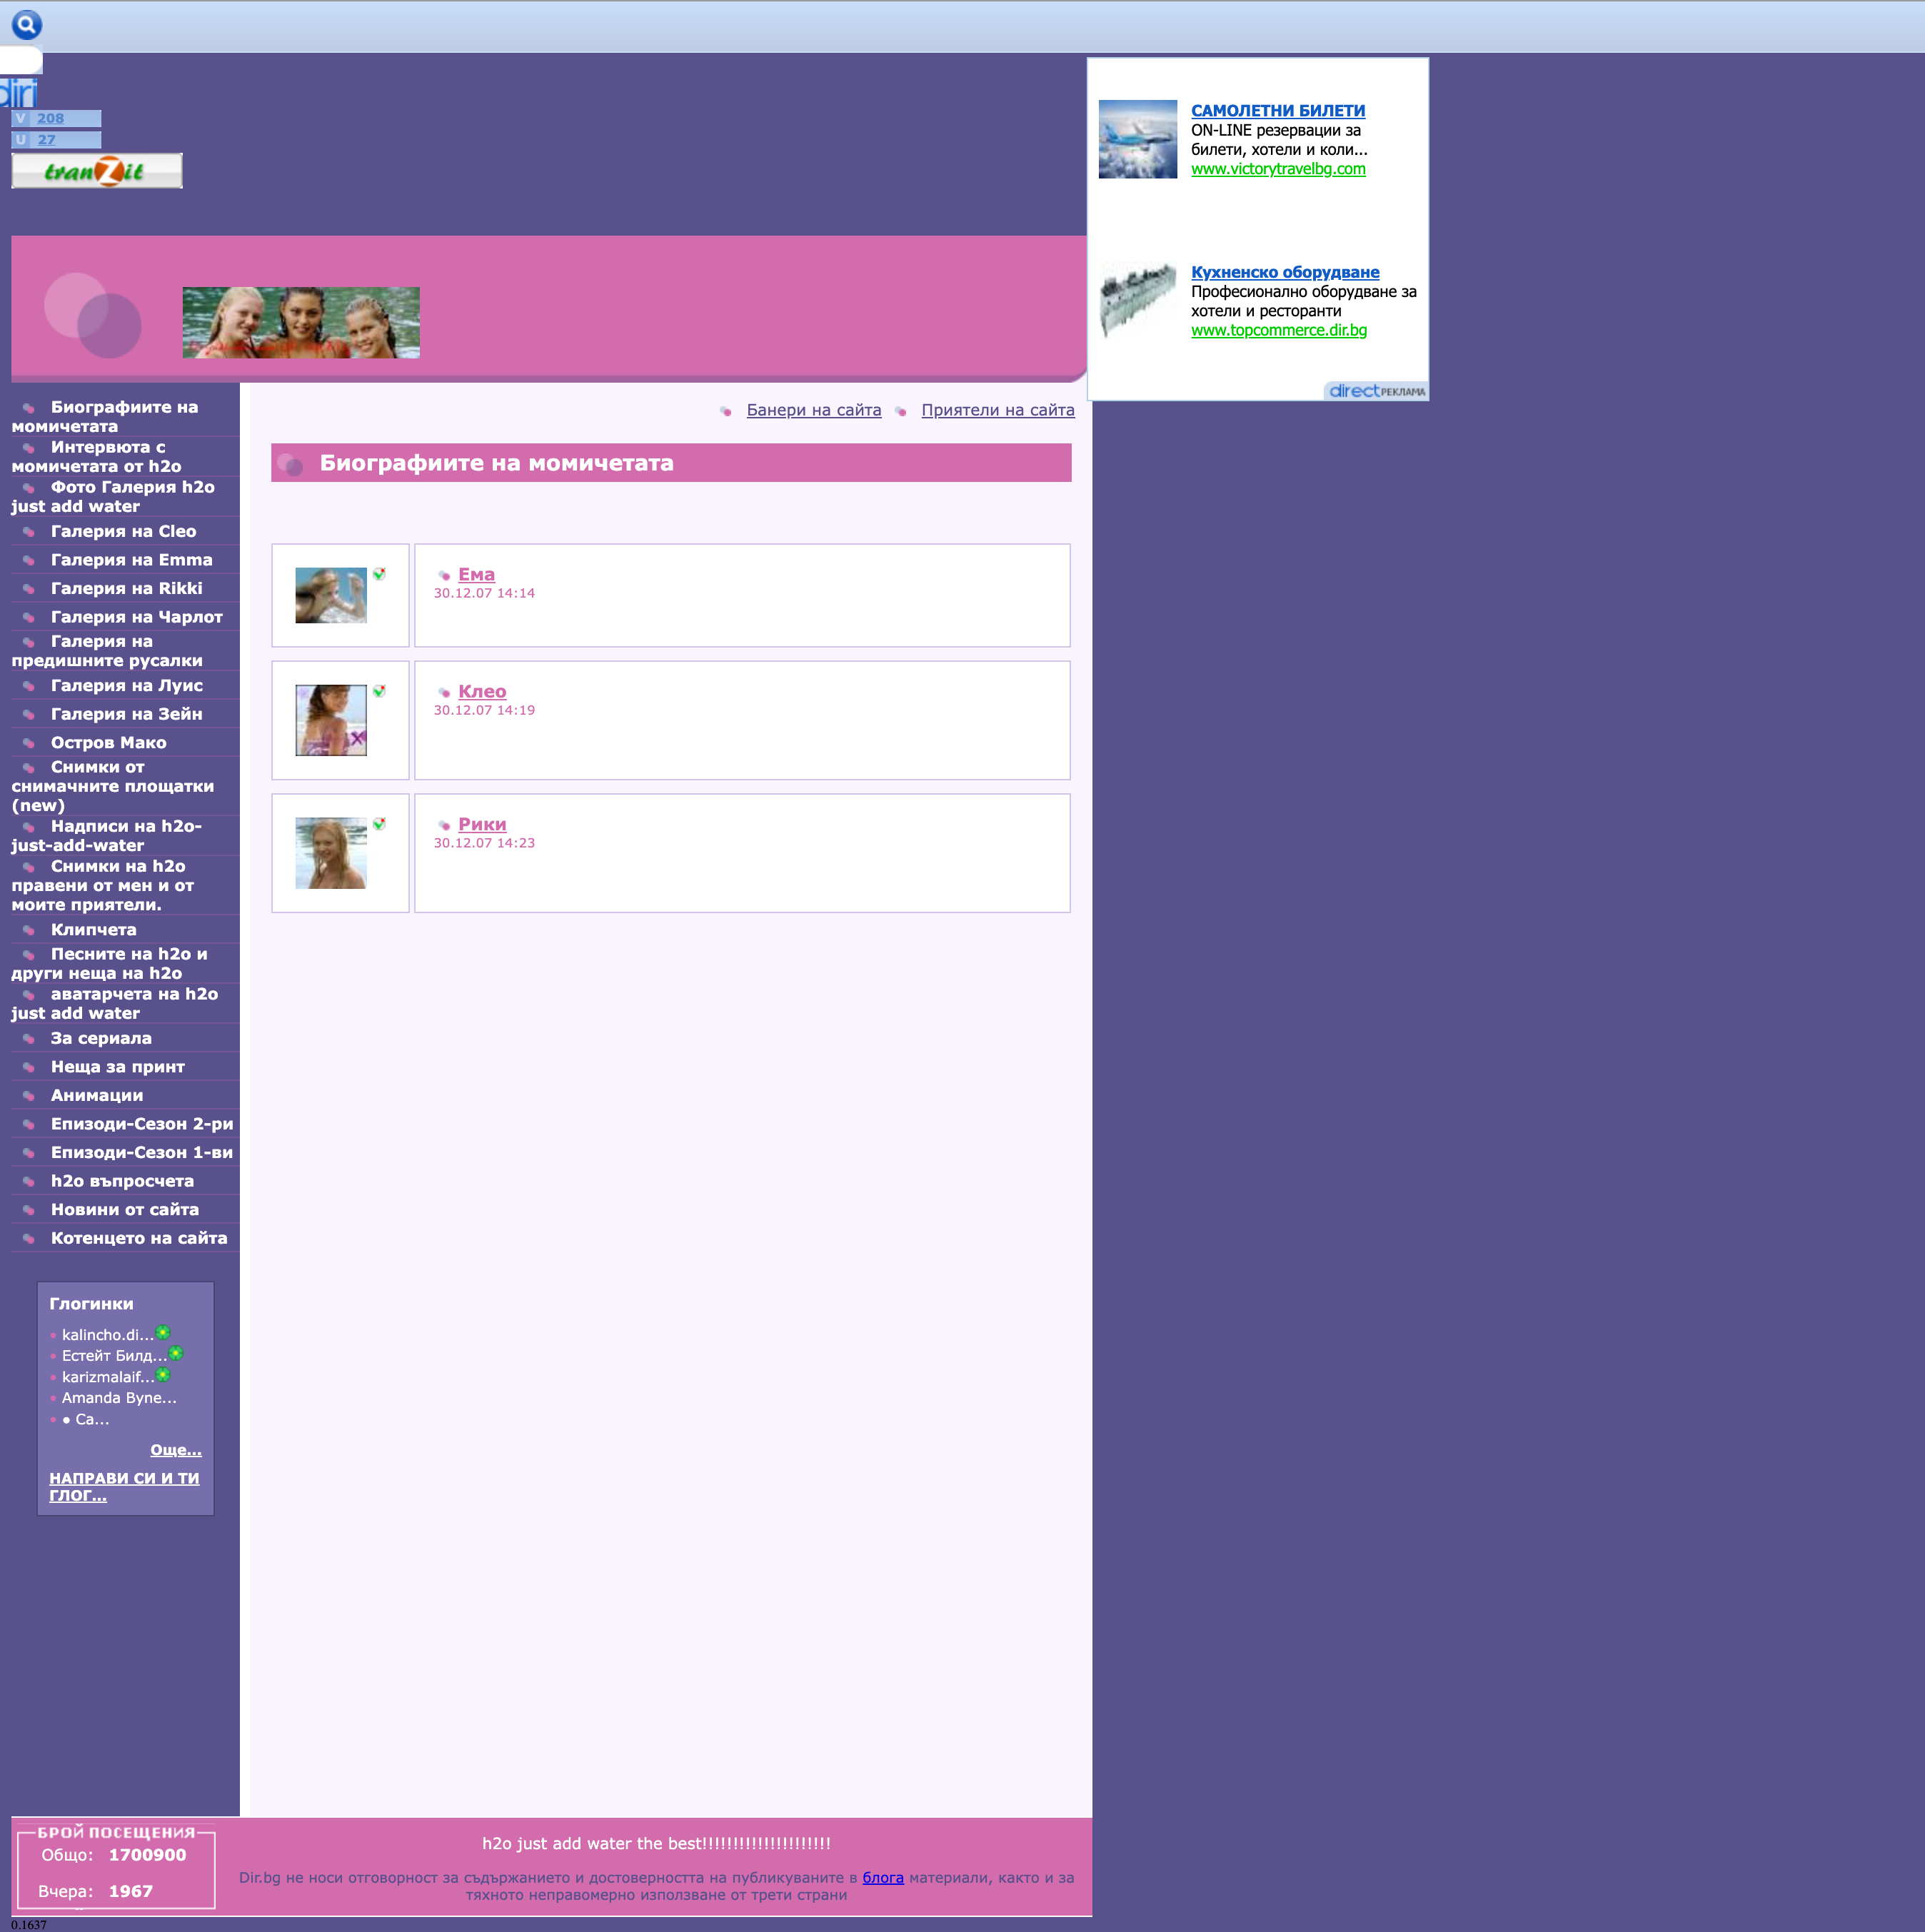 diri
V 208
U 27
tranZit
САМОЛЕТНИ БИЛЕТИ
ON-LINE резервации за
билети, хотели и коли...
www.victorytravelbg.com
Кухненско оборудване
Професионално оборудване за
хотели и ресторанти
www.topcommerce.dir.bg
direct РЕКЛАМА
Банери на сайта Приятели на сайта
Биографиите на
момичетата
Интервюта с
момичетата от h2o
Фото Галерия h2o
just add water
Галерия на Cleo
Галерия на Emma
Галерия на Rikki
Галерия на Чарлот
Галерия на
предишните русалки
Галерия на Луис
Галерия на Зейн
Остров Мако
Снимки от
снимачните площатки
(new)
Надписи на h2o-
just-add-water
Снимки на h2o
правени от мен и от
моите приятели.
Клипчета
Песните на h2o и
други неща на h2o
аватарчета на h2o
just add water
За сериала
Неща за принт
Анимации
Епизоди-Сезон 2-ри
Епизоди-Сезон 1-ви
h2o въпросчета
Новини от сайта
Котенцето на сайта
Биографиите на момичетата
Ема
30.12.07 14:14
Клео
30.12.07 14:19
Рики
30.12.07 14:23
Глогинки
• kalincho.di...
• Естейт Билд...
• karizmalaif...
• Amanda Byne...
• ● Ca...
Още...
НАПРАВИ СИ И ТИ
ГЛОГ...
БРОЙ ПОСЕЩЕНИЯ
Общо: 1700900
Вчера: 1967
h2o just add water the best!!!!!!!!!!!!!!!!!!!!!
Dir.bg не носи отговорност за съдържанието и достоверността на публикуваните в блога материали, както и за
тяхното неправомерно използване от трети страни
0.1637